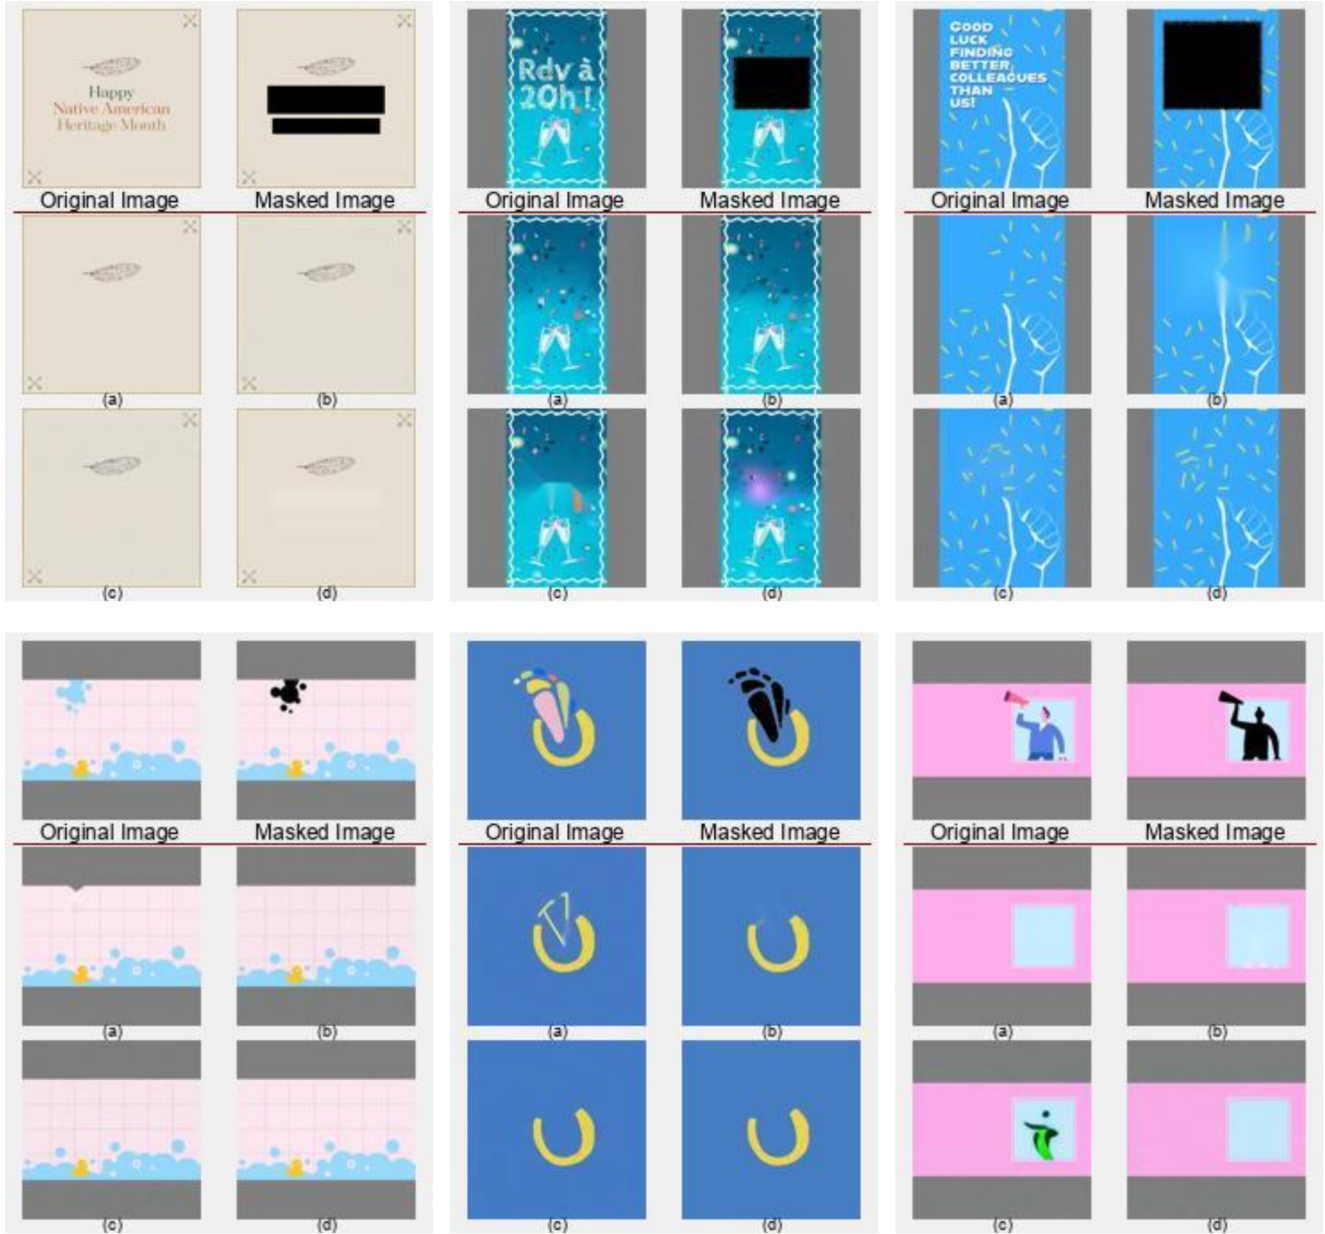 Happy
Native American
Heritage Month
Original Image
Masked Image
(a)
(b)
(c)
(d)
Rdv à
20h !
Original Image
Masked Image
(a)
(b)
(c)
(d)
GOOD
LUCK
FINDING
BETTER
COLLEAGUES
THAN
US!
Original Image
Masked Image
(a)
(b)
(c)
(d)
Original Image
Masked Image
(a)
(b)
(c)
(d)
Original Image
Masked Image
(a)
(b)
(c)
(d)
Original Image
Masked Image
(a)
(b)
(c)
(d)